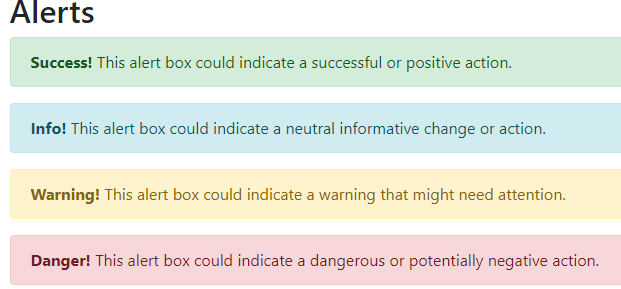 Alerts
Success! This alert box could indicate a successful or positive action.
Info! This alert box could indicate a neutral informative change or action.
Warning! This alert box could indicate a warning that might need attention.
Danger! This alert box could indicate a dangerous or potentially negative action.